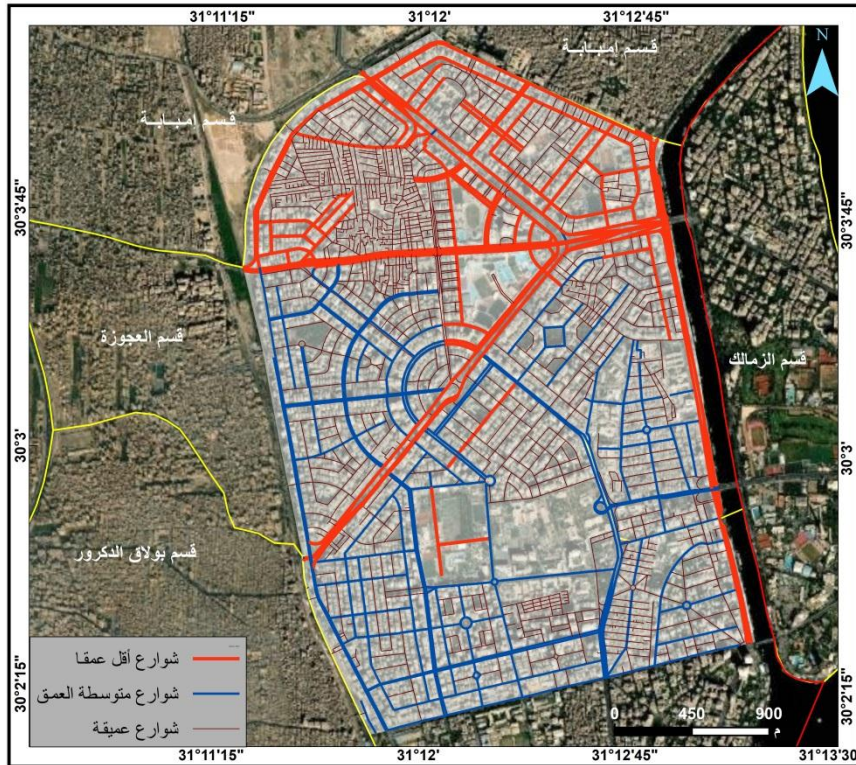 31°11'15"
31°12'
31°12'45"
N
قسم امبابة
قسم امبابة
30°3'45"
30°3'45"
قسم العجوزة
قسم الزمالك
30°3'
30°3'
قسم بولاق الدكرور
شوارع أقل عمقا
شوارع متوسطة العمق
شوارع عميقة
30°2'15"
30°2'15"
0 450 900
م
31°11'15"
31°12'
31°12'45"
31°13'30"